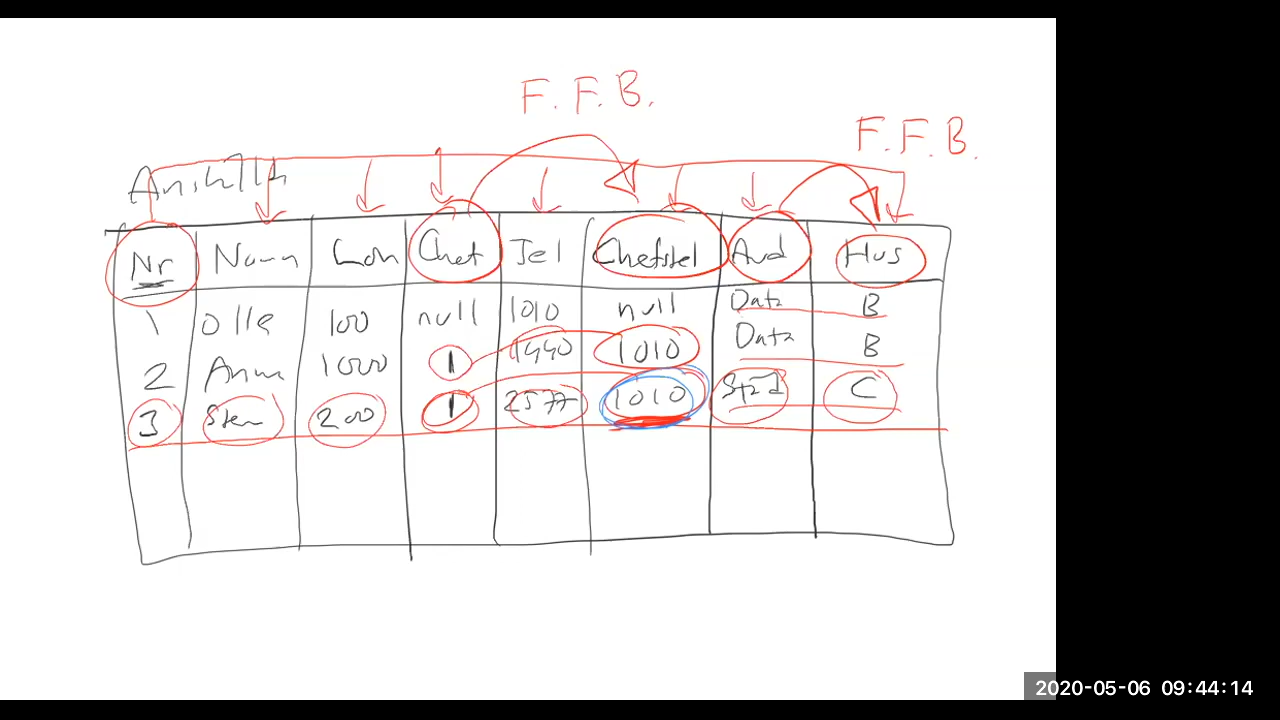 F. F. B.
F. F. B.
Nr Namn Lön Chef Tel Chefstel Avd Hus
1 Olle 100 null 1010 null Data B
2 Anna 1000 1 1440 1010 Data B
3 Sten 200 1 2577 1010 C
2020-05-06 09:44:14